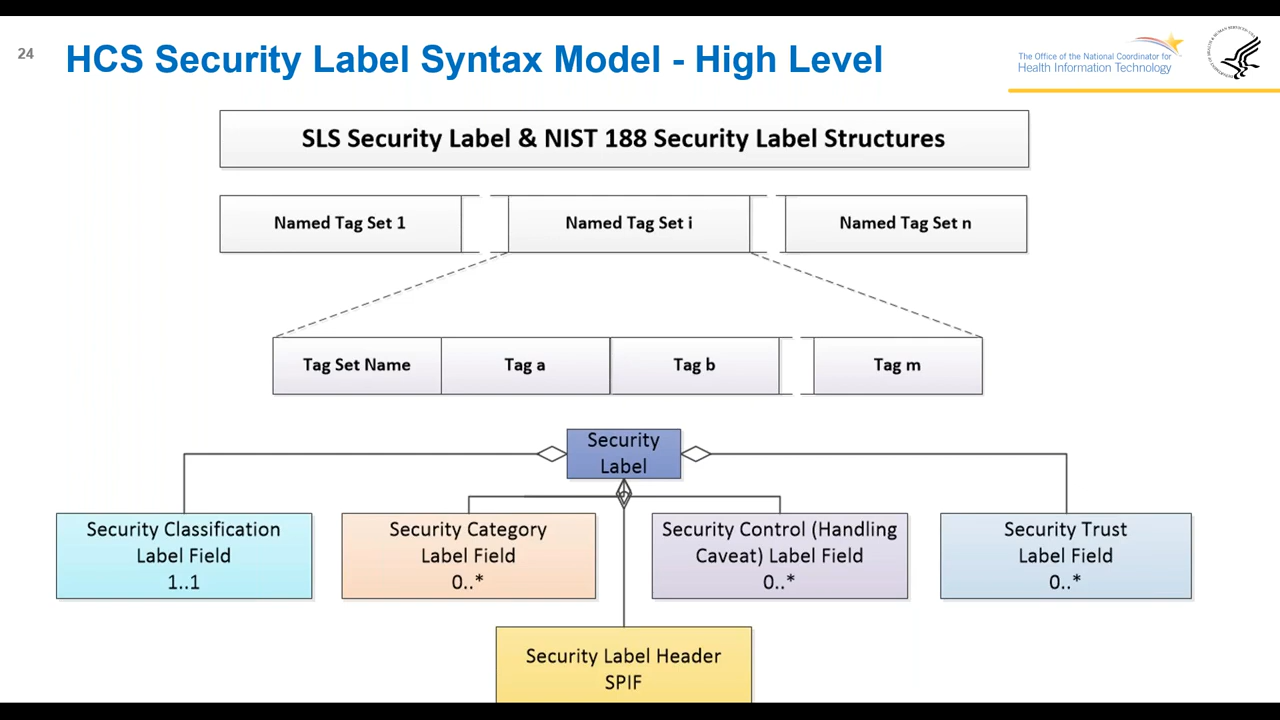 24
HCS Security Label Syntax Model - High Level
The Office of the National Coordinator for
Health Information Technology
SLS Security Label & NIST 188 Security Label Structures
Named Tag Set 1
Named Tag Set i
Named Tag Set n
Tag Set Name
Tag a
Tag b
Tag m
Security
Label
Security Classification
Label Field
1..1
Security Category
Label Field
0..*
Security Control (Handling
Caveat) Label Field
0..*
Security Trust
Label Field
0..*
Security Label Header
SPIF